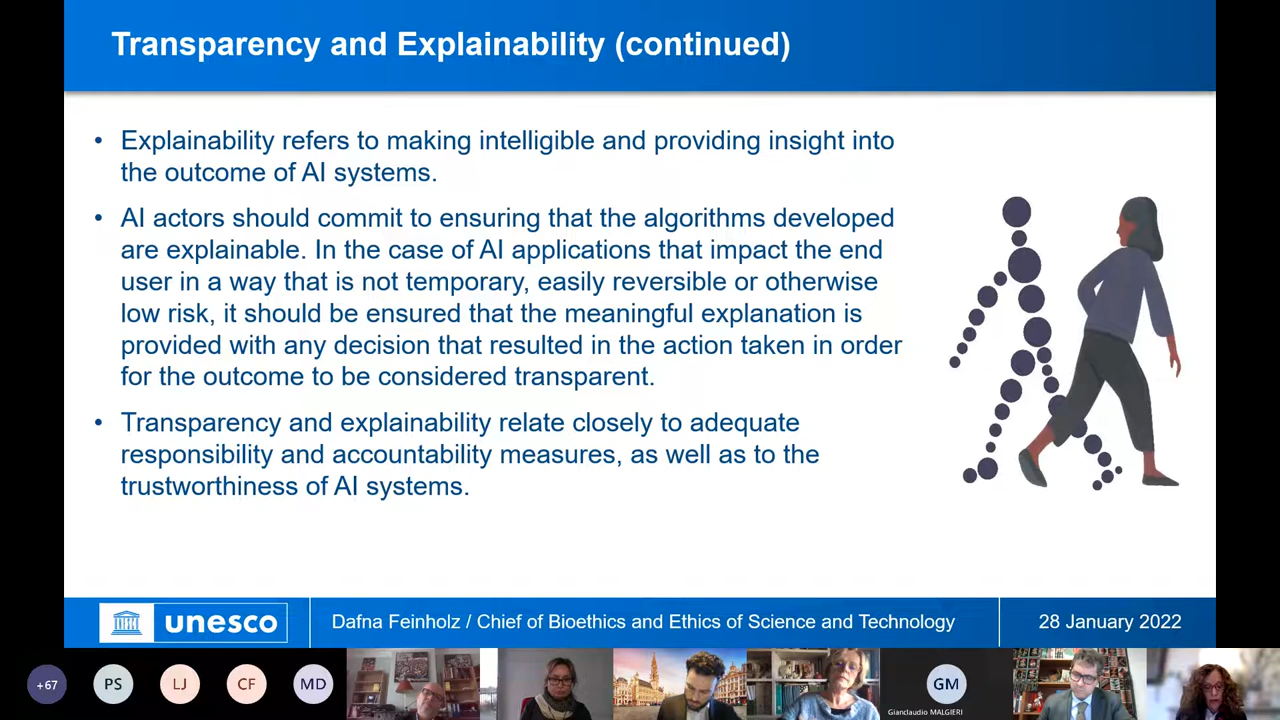 Transparency and Explainability (continued)
• Explainability refers to making intelligible and providing insight into
the outcome of AI systems.
• AI actors should commit to ensuring that the algorithms developed
are explainable. In the case of AI applications that impact the end
user in a way that is not temporary, easily reversible or otherwise
low risk, it should be ensured that the meaningful explanation is
provided with any decision that resulted in the action taken in order
for the outcome to be considered transparent.
• Transparency and explainability relate closely to adequate
responsibility and accountability measures, as well as to the
trustworthiness of AI systems.
unesco
Dafna Feinholz / Chief of Bioethics and Ethics of Science and Technology
28 January 2022
+67
PS
LJ
CF
MD
GM
Gianclaudio MALGIERI